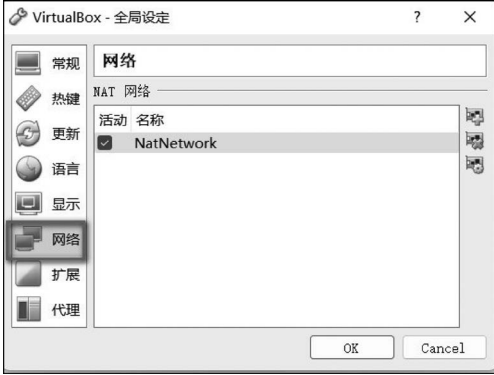 VirtualBox - 全局设定 ? ×
常规
热键
更新
语言
显示
网络
扩展
代理
网络
NAT 网络
活动 名称
NatNetwork
OK Cancel